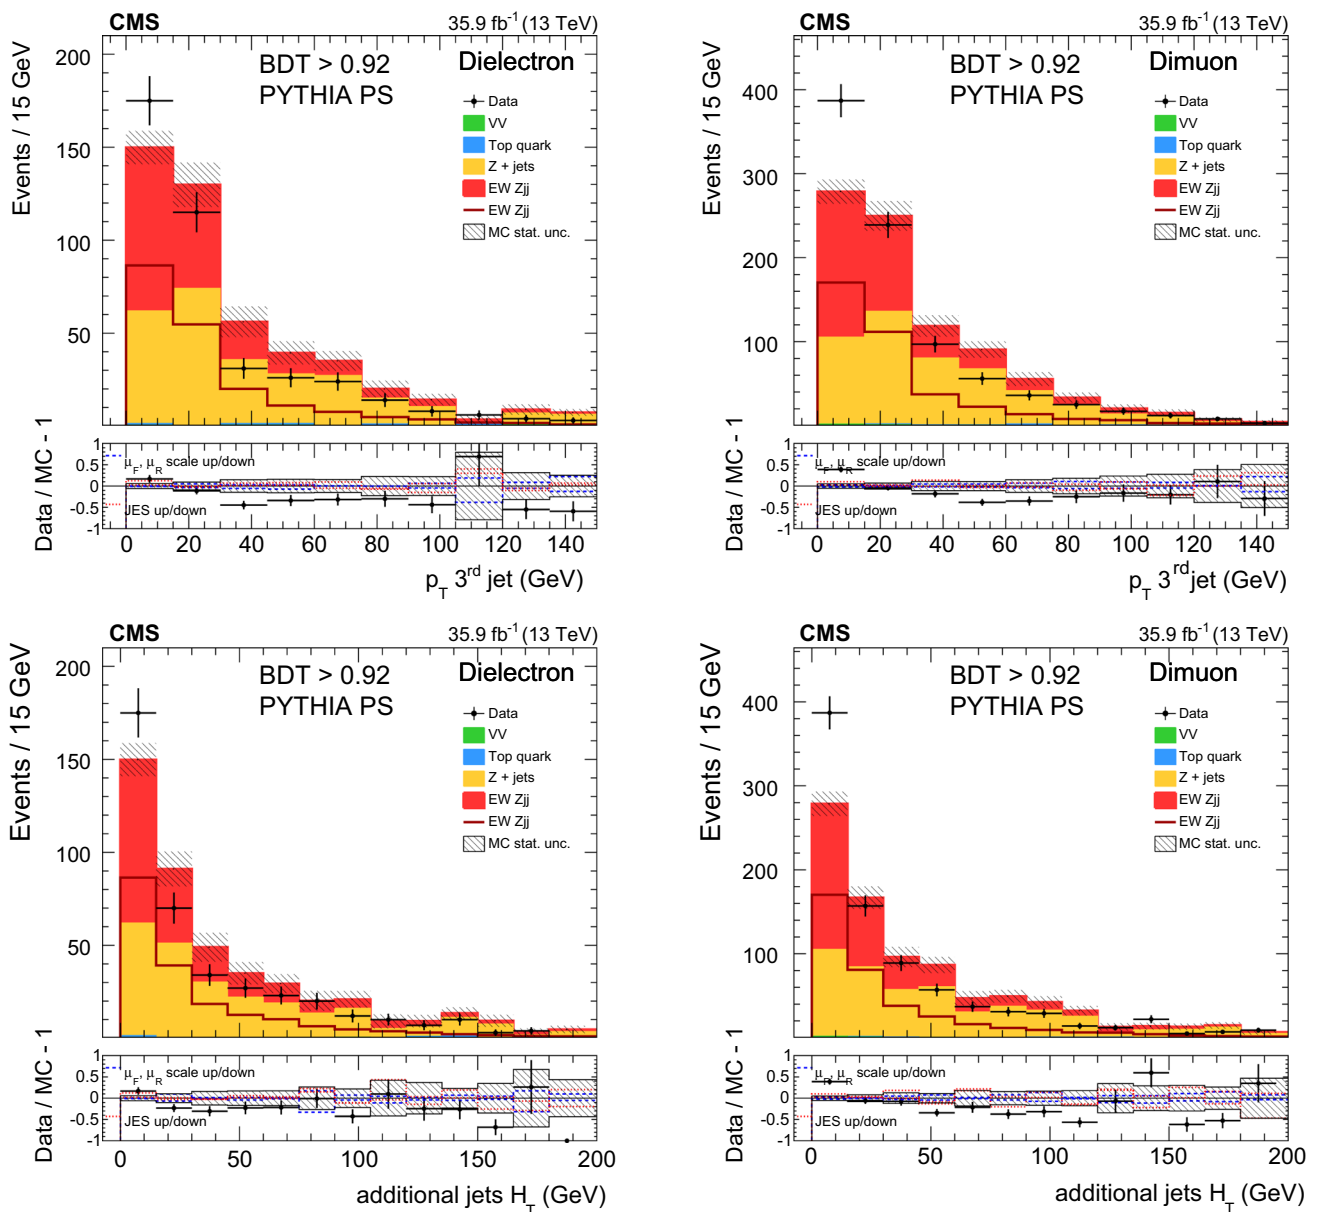 CMS 35.9 fb⁻¹ (13 TeV)
Events / 15 GeV
BDT > 0.92 Dielectron
PYTHIA PS
Data
VV
Top quark
Z + jets
EW Zjj
EW Zjj
MC stat. unc.
200
150
100
50
Data / MC - 1
μ_F, μ_R scale up/down
JES up/down
1
0.5
0
-0.5
-1
0 20 40 60 80 100 120 140
p_T 3rd jet (GeV)
CMS 35.9 fb⁻¹ (13 TeV)
Events / 15 GeV
BDT > 0.92 Dimuon
PYTHIA PS
Data
VV
Top quark
Z + jets
EW Zjj
EW Zjj
MC stat. unc.
400
300
200
100
Data / MC - 1
μ_F, μ_R scale up/down
JES up/down
1
0.5
0
-0.5
-1
0 20 40 60 80 100 120 140
p_T 3rd jet (GeV)
CMS 35.9 fb⁻¹ (13 TeV)
Events / 15 GeV
BDT > 0.92 Dielectron
PYTHIA PS
Data
VV
Top quark
Z + jets
EW Zjj
EW Zjj
MC stat. unc.
200
150
100
50
Data / MC - 1
μ_F, μ_R scale up/down
JES up/down
1
0.5
0
-0.5
-1
0 50 100 150 200
additional jets H_T (GeV)
CMS 35.9 fb⁻¹ (13 TeV)
Events / 15 GeV
BDT > 0.92 Dimuon
PYTHIA PS
Data
VV
Top quark
Z + jets
EW Zjj
EW Zjj
MC stat. unc.
400
300
200
100
Data / MC - 1
μ_F, μ_R scale up/down
JES up/down
1
0.5
0
-0.5
-1
0 50 100 150 200
additional jets H_T (GeV)